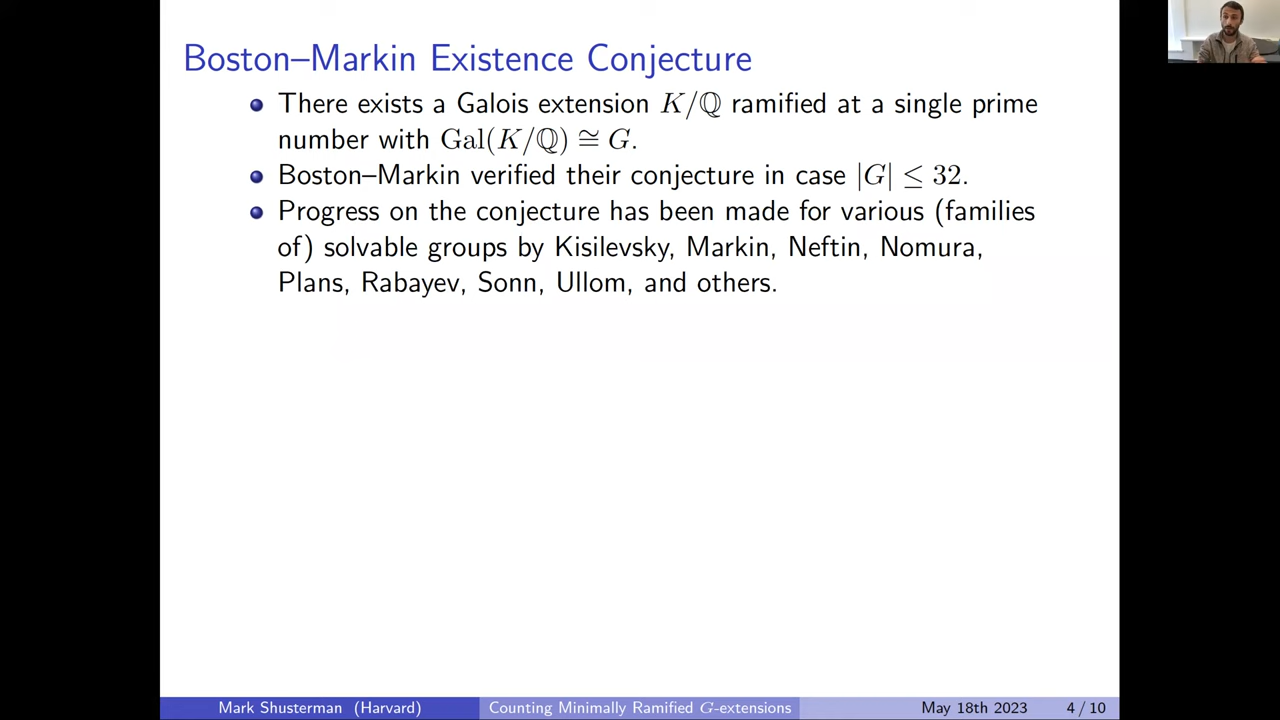 Boston–Markin Existence Conjecture
There exists a Galois extension K/ℚ ramified at a single prime
number with Gal(K/ℚ) ≅ G.
Boston–Markin verified their conjecture in case |G| ≤ 32.
Progress on the conjecture has been made for various (families
of) solvable groups by Kisilevsky, Markin, Neftin, Nomura,
Plans, Rabayev, Sonn, Ullom, and others.
Mark Shusterman (Harvard) Counting Minimally Ramified G-extensions May 18th 2023 4 / 10